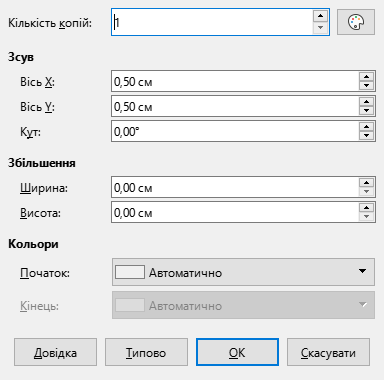 Кількість копій: 1
Зсув
Вісь X: 0,50 см
Вісь Y: 0,50 см
Кут: 0,00°
Збільшення
Ширина: 0,00 см
Висота: 0,00 см
Кольори
Початок: Автоматично
Кінець: Автоматично
Довідка Типово OK Скасувати